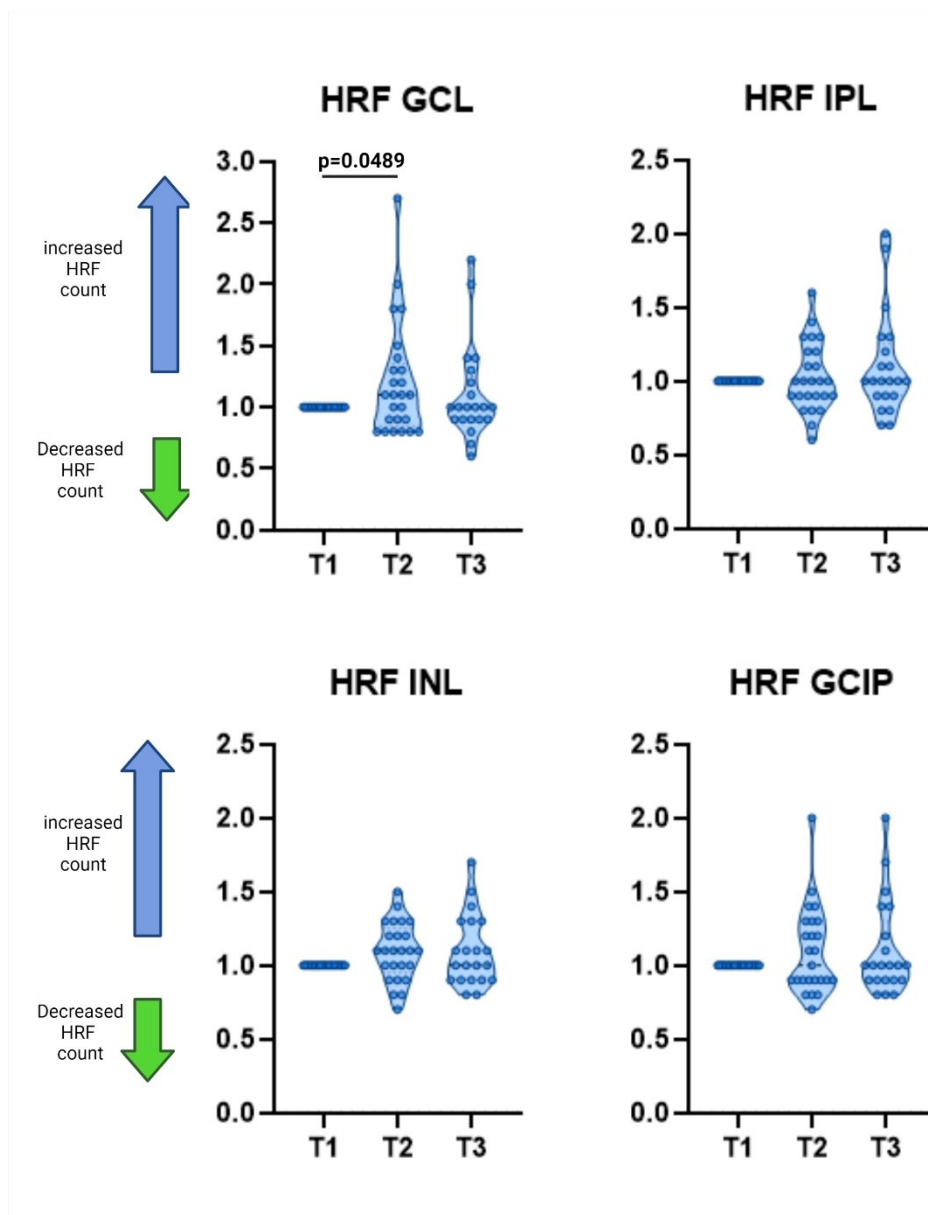 HRF GCL
3.0
2.5
2.0
1.5
1.0
0.5
0.0
p=0.0489
T1 T2 T3
increased
HRF
count
Decreased
HRF
count
HRF IPL
2.5
2.0
1.5
1.0
0.5
0.0
T1 T2 T3
HRF INL
2.5
2.0
1.5
1.0
0.5
0.0
T1 T2 T3
increased
HRF
count
Decreased
HRF
count
HRF GCIP
2.5
2.0
1.5
1.0
0.5
0.0
T1 T2 T3